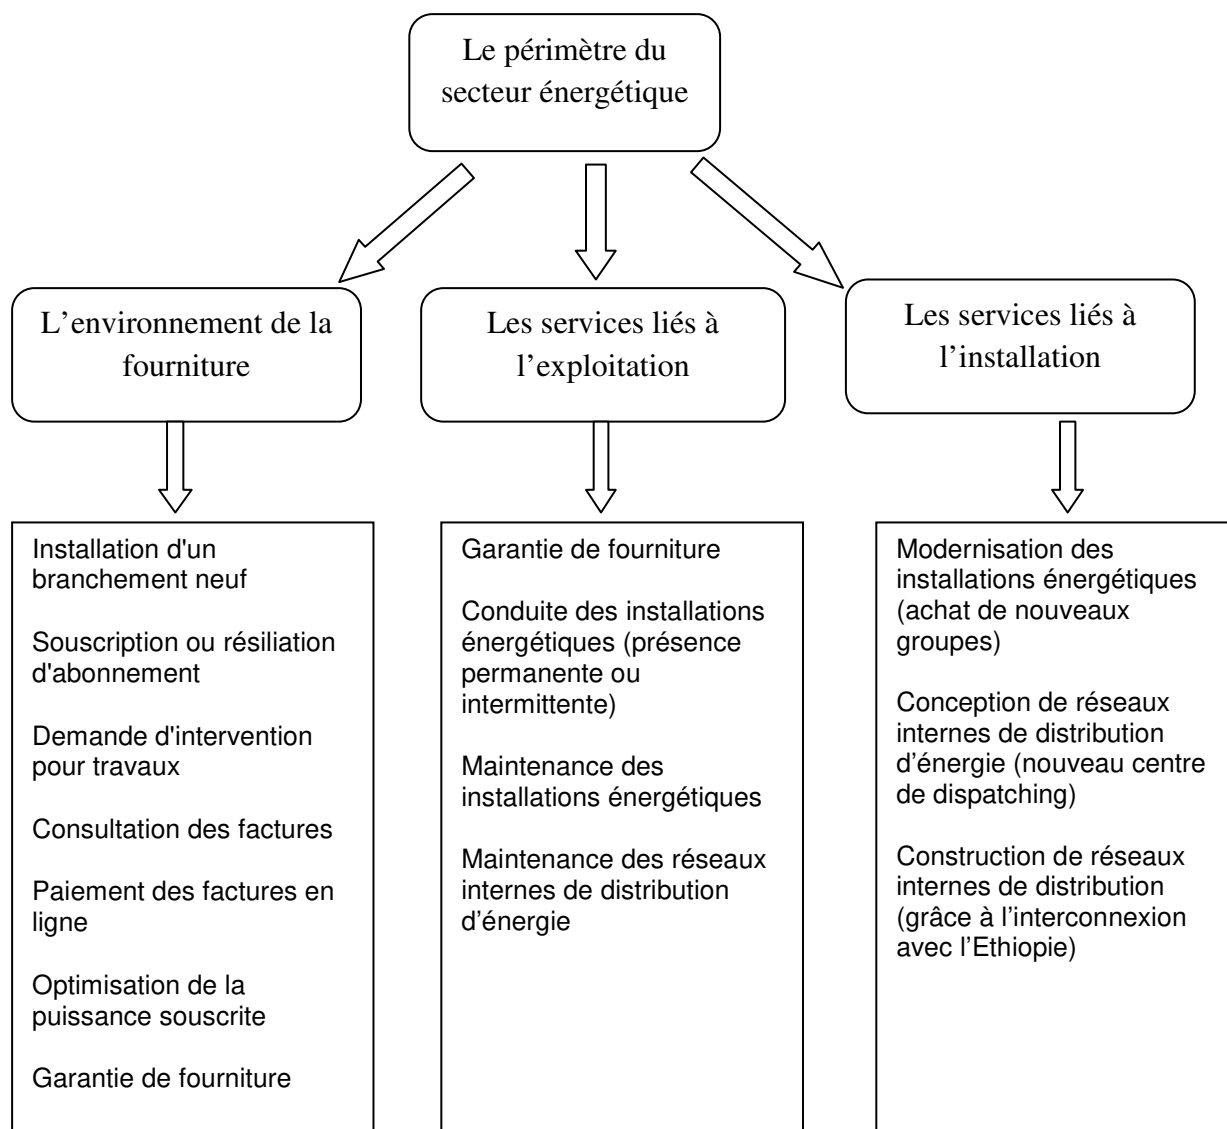 Le périmètre du
secteur énergétique
L’environnement de la
fourniture
Les services liés à
l’exploitation
Les services liés à
l’installation
Installation d'un
branchement neuf
Souscription ou résiliation
d'abonnement
Demande d'intervention
pour travaux
Consultation des factures
Paiement des factures en
ligne
Optimisation de la
puissance souscrite
Garantie de fourniture
Garantie de fourniture
Conduite des installations
énergétiques (présence
permanente ou
intermittente)
Maintenance des
installations énergétiques
Maintenance des réseaux
internes de distribution
d’énergie
Modernisation des
installations énergétiques
(achat de nouveaux
groupes)
Conception de réseaux
internes de distribution
d’énergie (nouveau centre
de dispatching)
Construction de réseaux
internes de distribution
(grâce à l’interconnexion
avec l’Ethiopie)